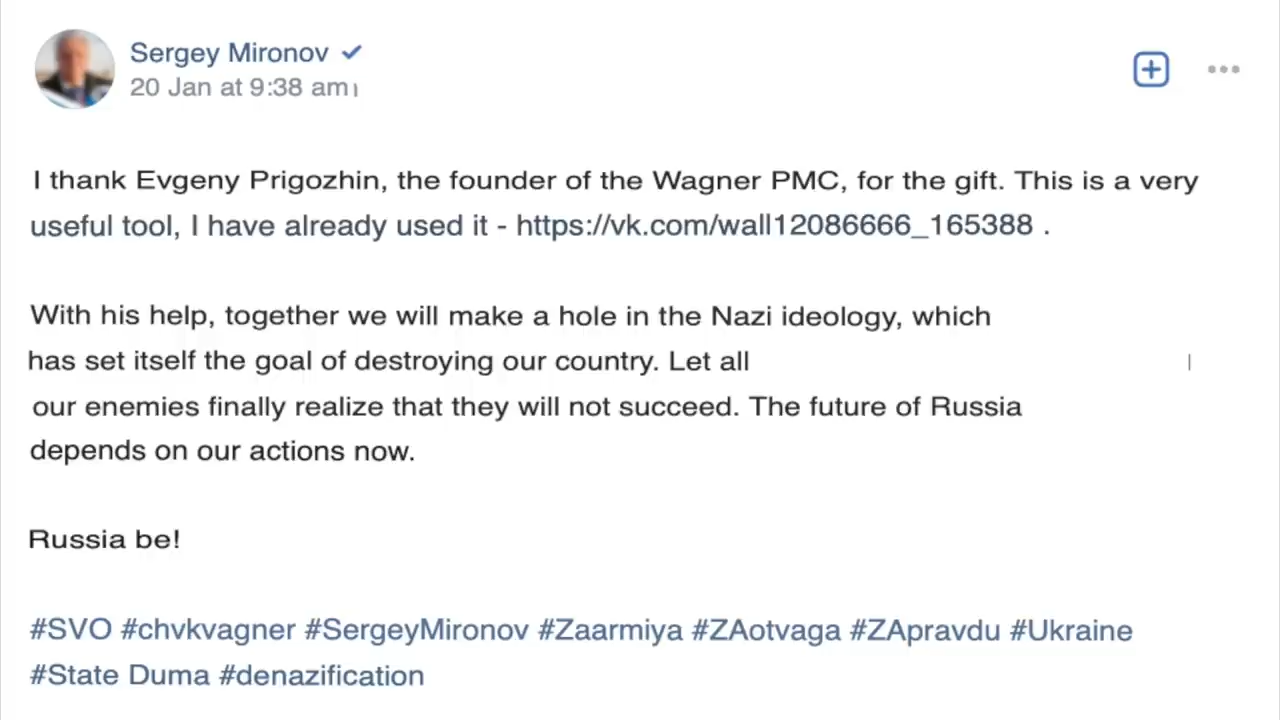 Sergey Mironov
20 Jan at 9:38 am
I thank Evgeny Prigozhin, the founder of the Wagner PMC, for the gift. This is a very
useful tool, I have already used it - https://vk.com/wall12086666_165388 .
With his help, together we will make a hole in the Nazi ideology, which
has set itself the goal of destroying our country. Let all
our enemies finally realize that they will not succeed. The future of Russia
depends on our actions now.
Russia be!
#SVO #chvkvagner #SergeyMironov #Zaarmiya #ZAotvaga #ZApravdu #Ukraine
#State Duma #denazification